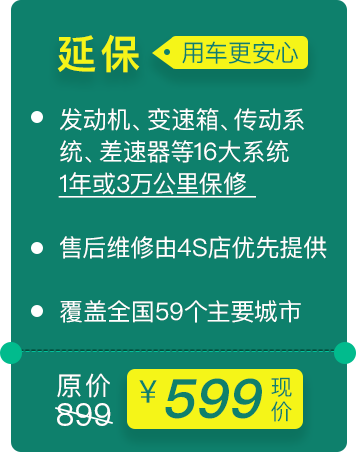 延保 用车更安心
发动机、变速箱、传动系
统、差速器等16大系统
1年或3万公里保修
售后维修由4S店优先提供
覆盖全国59个主要城市
原价
899
¥599 现价